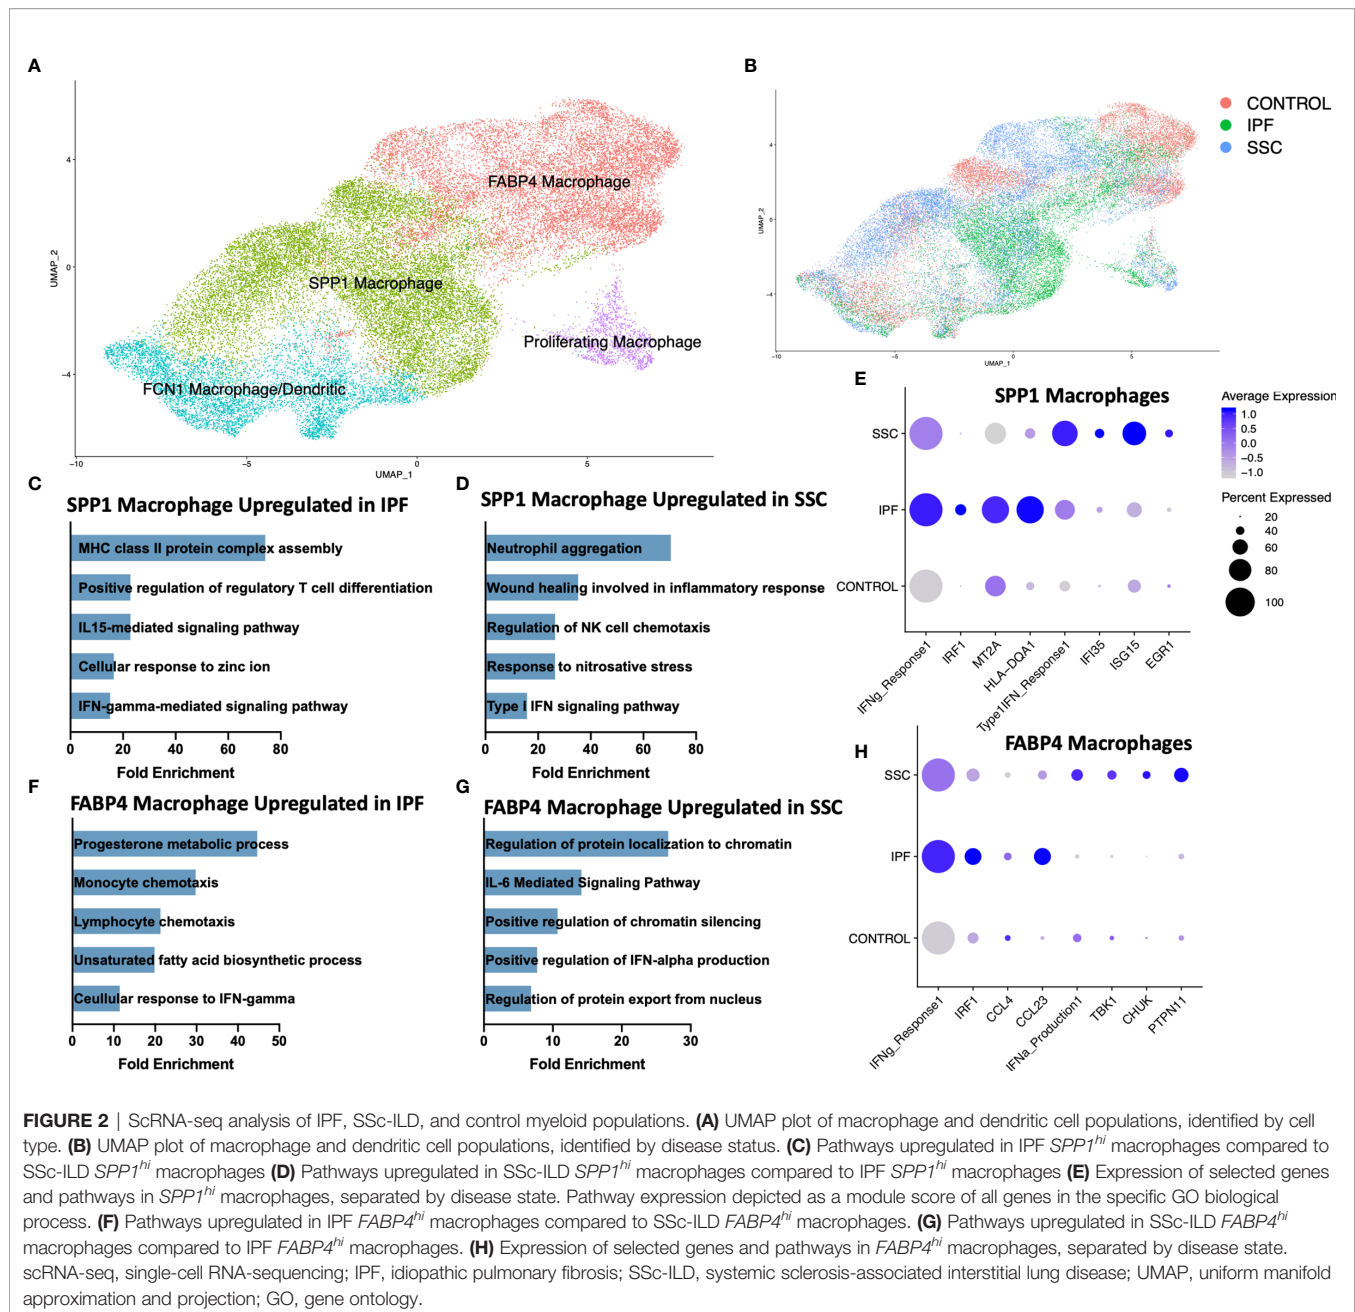 A
FABP4 Macrophage
SPP1 Macrophage
Proliferating Macrophage
FCN1 Macrophage/Dendritic
UMAP_2
4
0
−4
−10
−5
0
5
UMAP_1
B
CONTROL
IPF
SSC
UMAP_2
4
0
−4
−10
−5
0
5
UMAP_1
C
SPP1 Macrophage Upregulated in IPF
MHC class II protein complex assembly
Positive regulation of regulatory T cell differentiation
IL15-mediated signaling pathway
Cellular response to zinc ion
IFN-gamma-mediated signaling pathway
0 20 40 60 80
Fold Enrichment
D
SPP1 Macrophage Upregulated in SSC
Neutrophil aggregation
Wound healing involved in inflammatory response
Regulation of NK cell chemotaxis
Response to nitrosative stress
Type I IFN signaling pathway
0 20 40 60 80
Fold Enrichment
E
SPP1 Macrophages
SSC
IPF
CONTROL
IFNg_Response1
IRF1
MT2A
HLA−DQA1
Type1IFN_Response1
IFI35
ISG15
EGR1
Average Expression
1.0
0.5
0.0
−0.5
−1.0
Percent Expressed
20
40
60
80
100
F
FABP4 Macrophage Upregulated in IPF
Progesterone metabolic process
Monocyte chemotaxis
Lymphocyte chemotaxis
Unsaturated fatty acid biosynthetic process
Ceullular response to IFN-gamma
0 10 20 30 40 50
Fold Enrichment
G
FABP4 Macrophage Upregulated in SSC
Regulation of protein localization to chromatin
IL-6 Mediated Signaling Pathway
Positive regulation of chromatin silencing
Positive regulation of IFN-alpha production
Regulation of protein export from nucleus
0 10 20 30
Fold Enrichment
H
FABP4 Macrophages
SSC
IPF
CONTROL
IFNg_Response1
IRF1
CCL4
CCL23
IFNa_Production1
TBK1
CHUK
PTPN11
FIGURE 2 | ScRNA-seq analysis of IPF, SSc-ILD, and control myeloid populations. (A) UMAP plot of macrophage and dendritic cell populations, identified by cell
type. (B) UMAP plot of macrophage and dendritic cell populations, identified by disease status. (C) Pathways upregulated in IPF SPP1hi macrophages compared to
SSc-ILD SPP1hi macrophages (D) Pathways upregulated in SSc-ILD SPP1hi macrophages compared to IPF SPP1hi macrophages (E) Expression of selected genes
and pathways in SPP1hi macrophages, separated by disease state. Pathway expression depicted as a module score of all genes in the specific GO biological
process. (F) Pathways upregulated in IPF FABP4hi macrophages compared to SSc-ILD FABP4hi macrophages. (G) Pathways upregulated in SSc-ILD FABP4hi
macrophages compared to IPF FABP4hi macrophages. (H) Expression of selected genes and pathways in FABP4hi macrophages, separated by disease state.
scRNA-seq, single-cell RNA-sequencing; IPF, idiopathic pulmonary fibrosis; SSc-ILD, systemic sclerosis-associated interstitial lung disease; UMAP, uniform manifold
approximation and projection; GO, gene ontology.